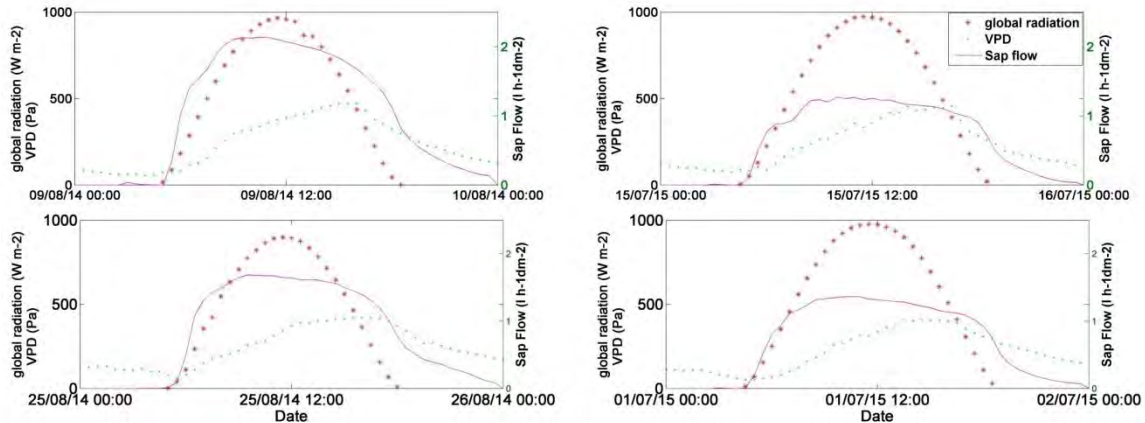 1000
500
0
global radiation (W m-2)
VPD (Pa)
2
1
0
Sap Flow (l h-1dm-2)
09/08/14 00:00
09/08/14 12:00
10/08/14 00:00
1000
500
0
global radiation (W m-2)
VPD (Pa)
global radiation
VPD
Sap flow
2
1
0
Sap Flow (l h-1dm-2)
15/07/15 00:00
15/07/15 12:00
16/07/15 00:00
1000
500
0
global radiation (W m-2)
VPD (Pa)
2
1
0
Sap Flow (l h-1dm-2)
25/08/14 00:00
25/08/14 12:00
26/08/14 00:00
Date
1000
500
0
global radiation (W m-2)
VPD (Pa)
2
1
0
Sap Flow (l h-1dm-2)
01/07/15 00:00
01/07/15 12:00
02/07/15 00:00
Date